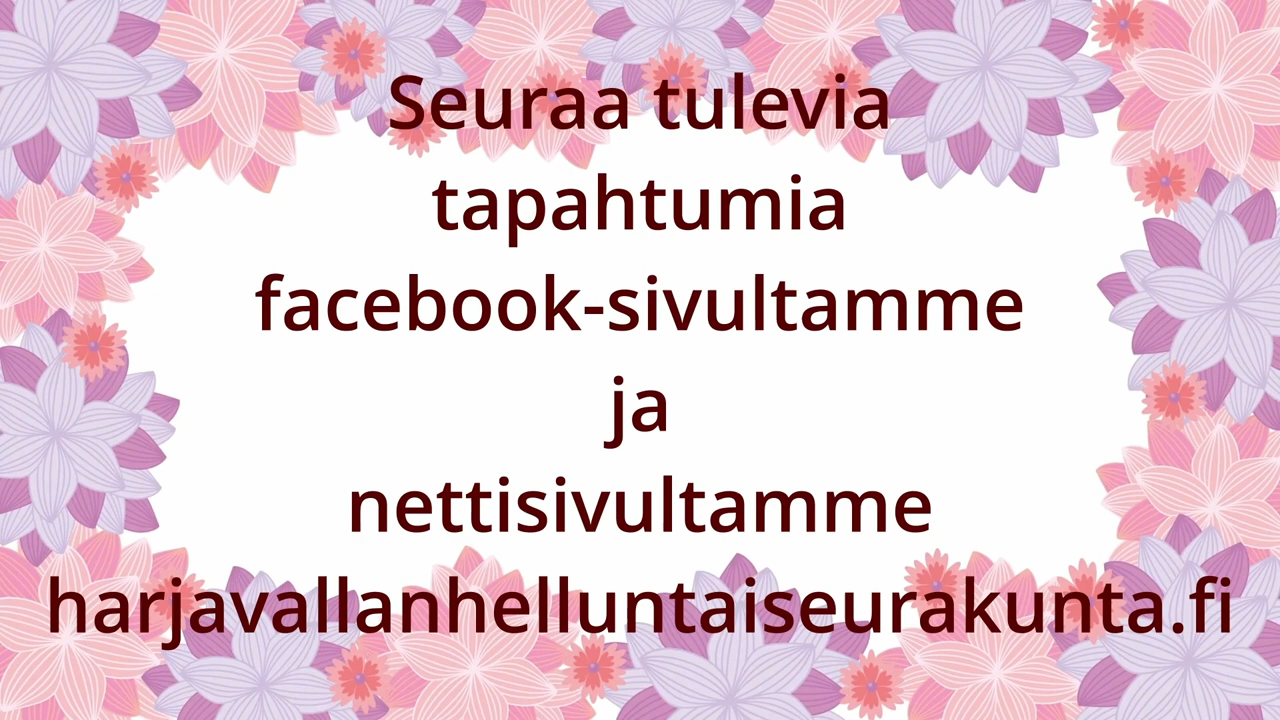 Seuraa tulevia
tapahtumia
facebook-sivultamme
ja
nettisivultamme
harjavallanhelluntaiseurakunta.fi